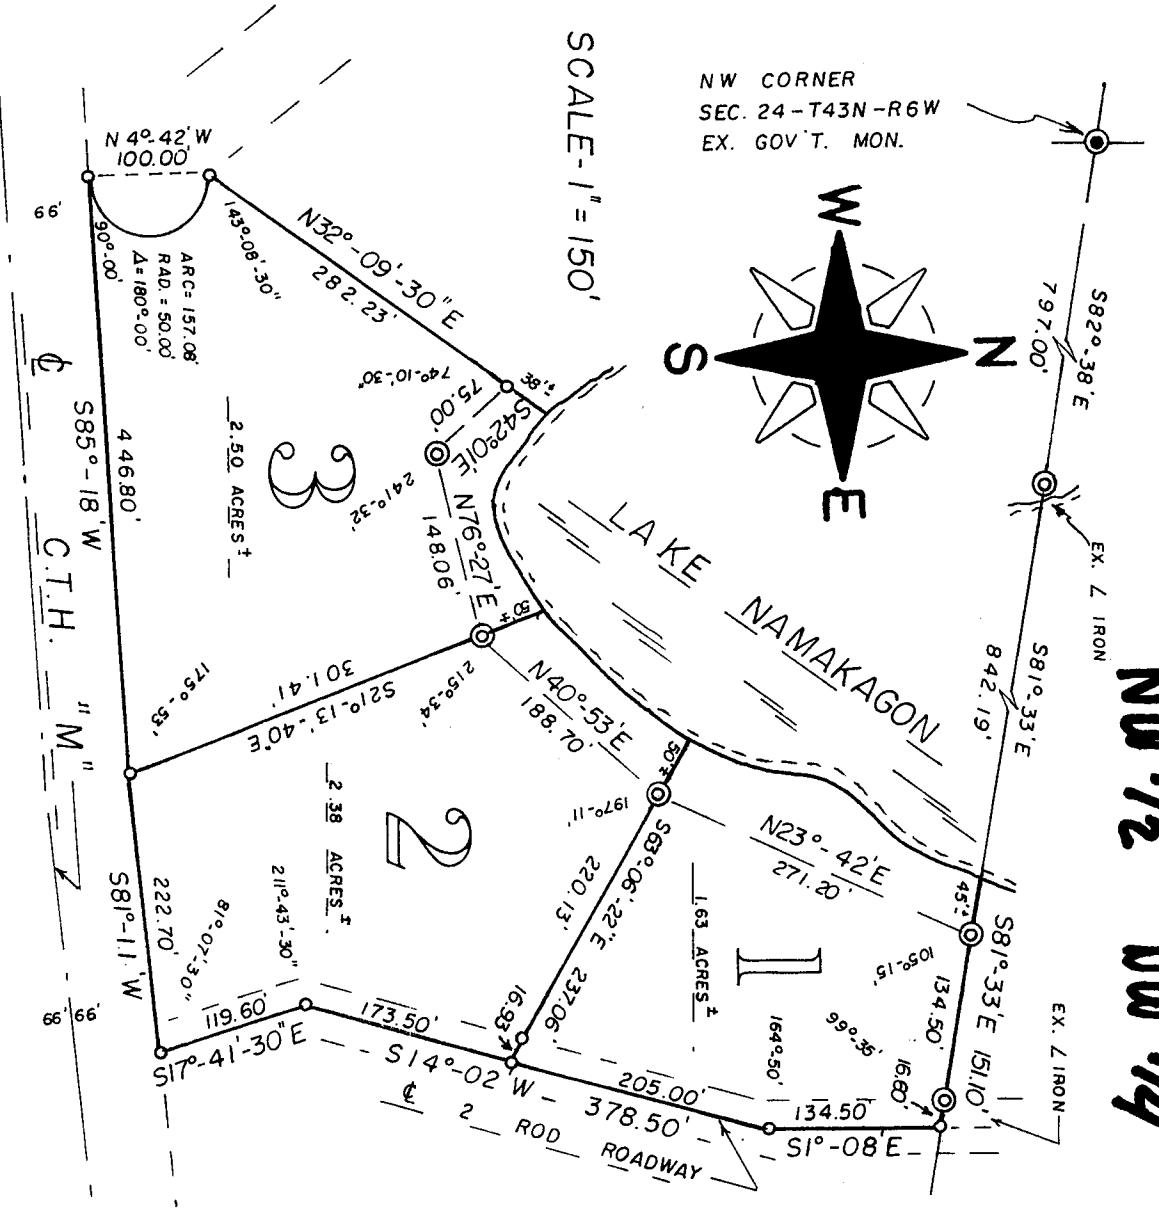 NW CORNER
SEC. 24-T43N-R6W
EX. GOV'T. MON.
SCALE-1"=150'
W
N
S
E
S82°-38'E
797.00'
EX. ∠ IRON
S81°-33'E
842.19'
NW 1/2 NW 1/4
N 4°-42' W
100.00'
66'
90°-00'
143°-08'-30"
ARC= 157.08'
RAD. = 50.00'
Δ = 180°-00'
N32°-09'-30"E
282.23'
38'±
74°-10'-30"
S42°01'E
75.00'
241°-32'
N76°-27'E
148.06'
50'±
LAKE NAMAKAGON
3
2.50 ACRES±
446.80'
S85°-18'W
℄ C.T.H. "M"
175°-53'
301.41'
S21°-13'-40"E
215°-34'
N40°-53'E
188.70'
50'±
197°-11'
2
2.38 ACRES±
S63°-06'-22"E
220.13'
237.06'
16.93'
N23°-42'E
271.20'
45'±
S81°-33'E 151.10'
134.50'
105°-15'
99°-35'
16.60'
EX. ∠ IRON
1
1.63 ACRES±
164°-50'
134.50'
S1°-08'E
205.00'
173.50'
S14°-02'W - 378.50'
℄ 2 ROD ROADWAY
211°-43'-30"
81°-07'-30"
119.60'
S17°-41'-30"E
222.70'
S81°-11'W
66' 66'